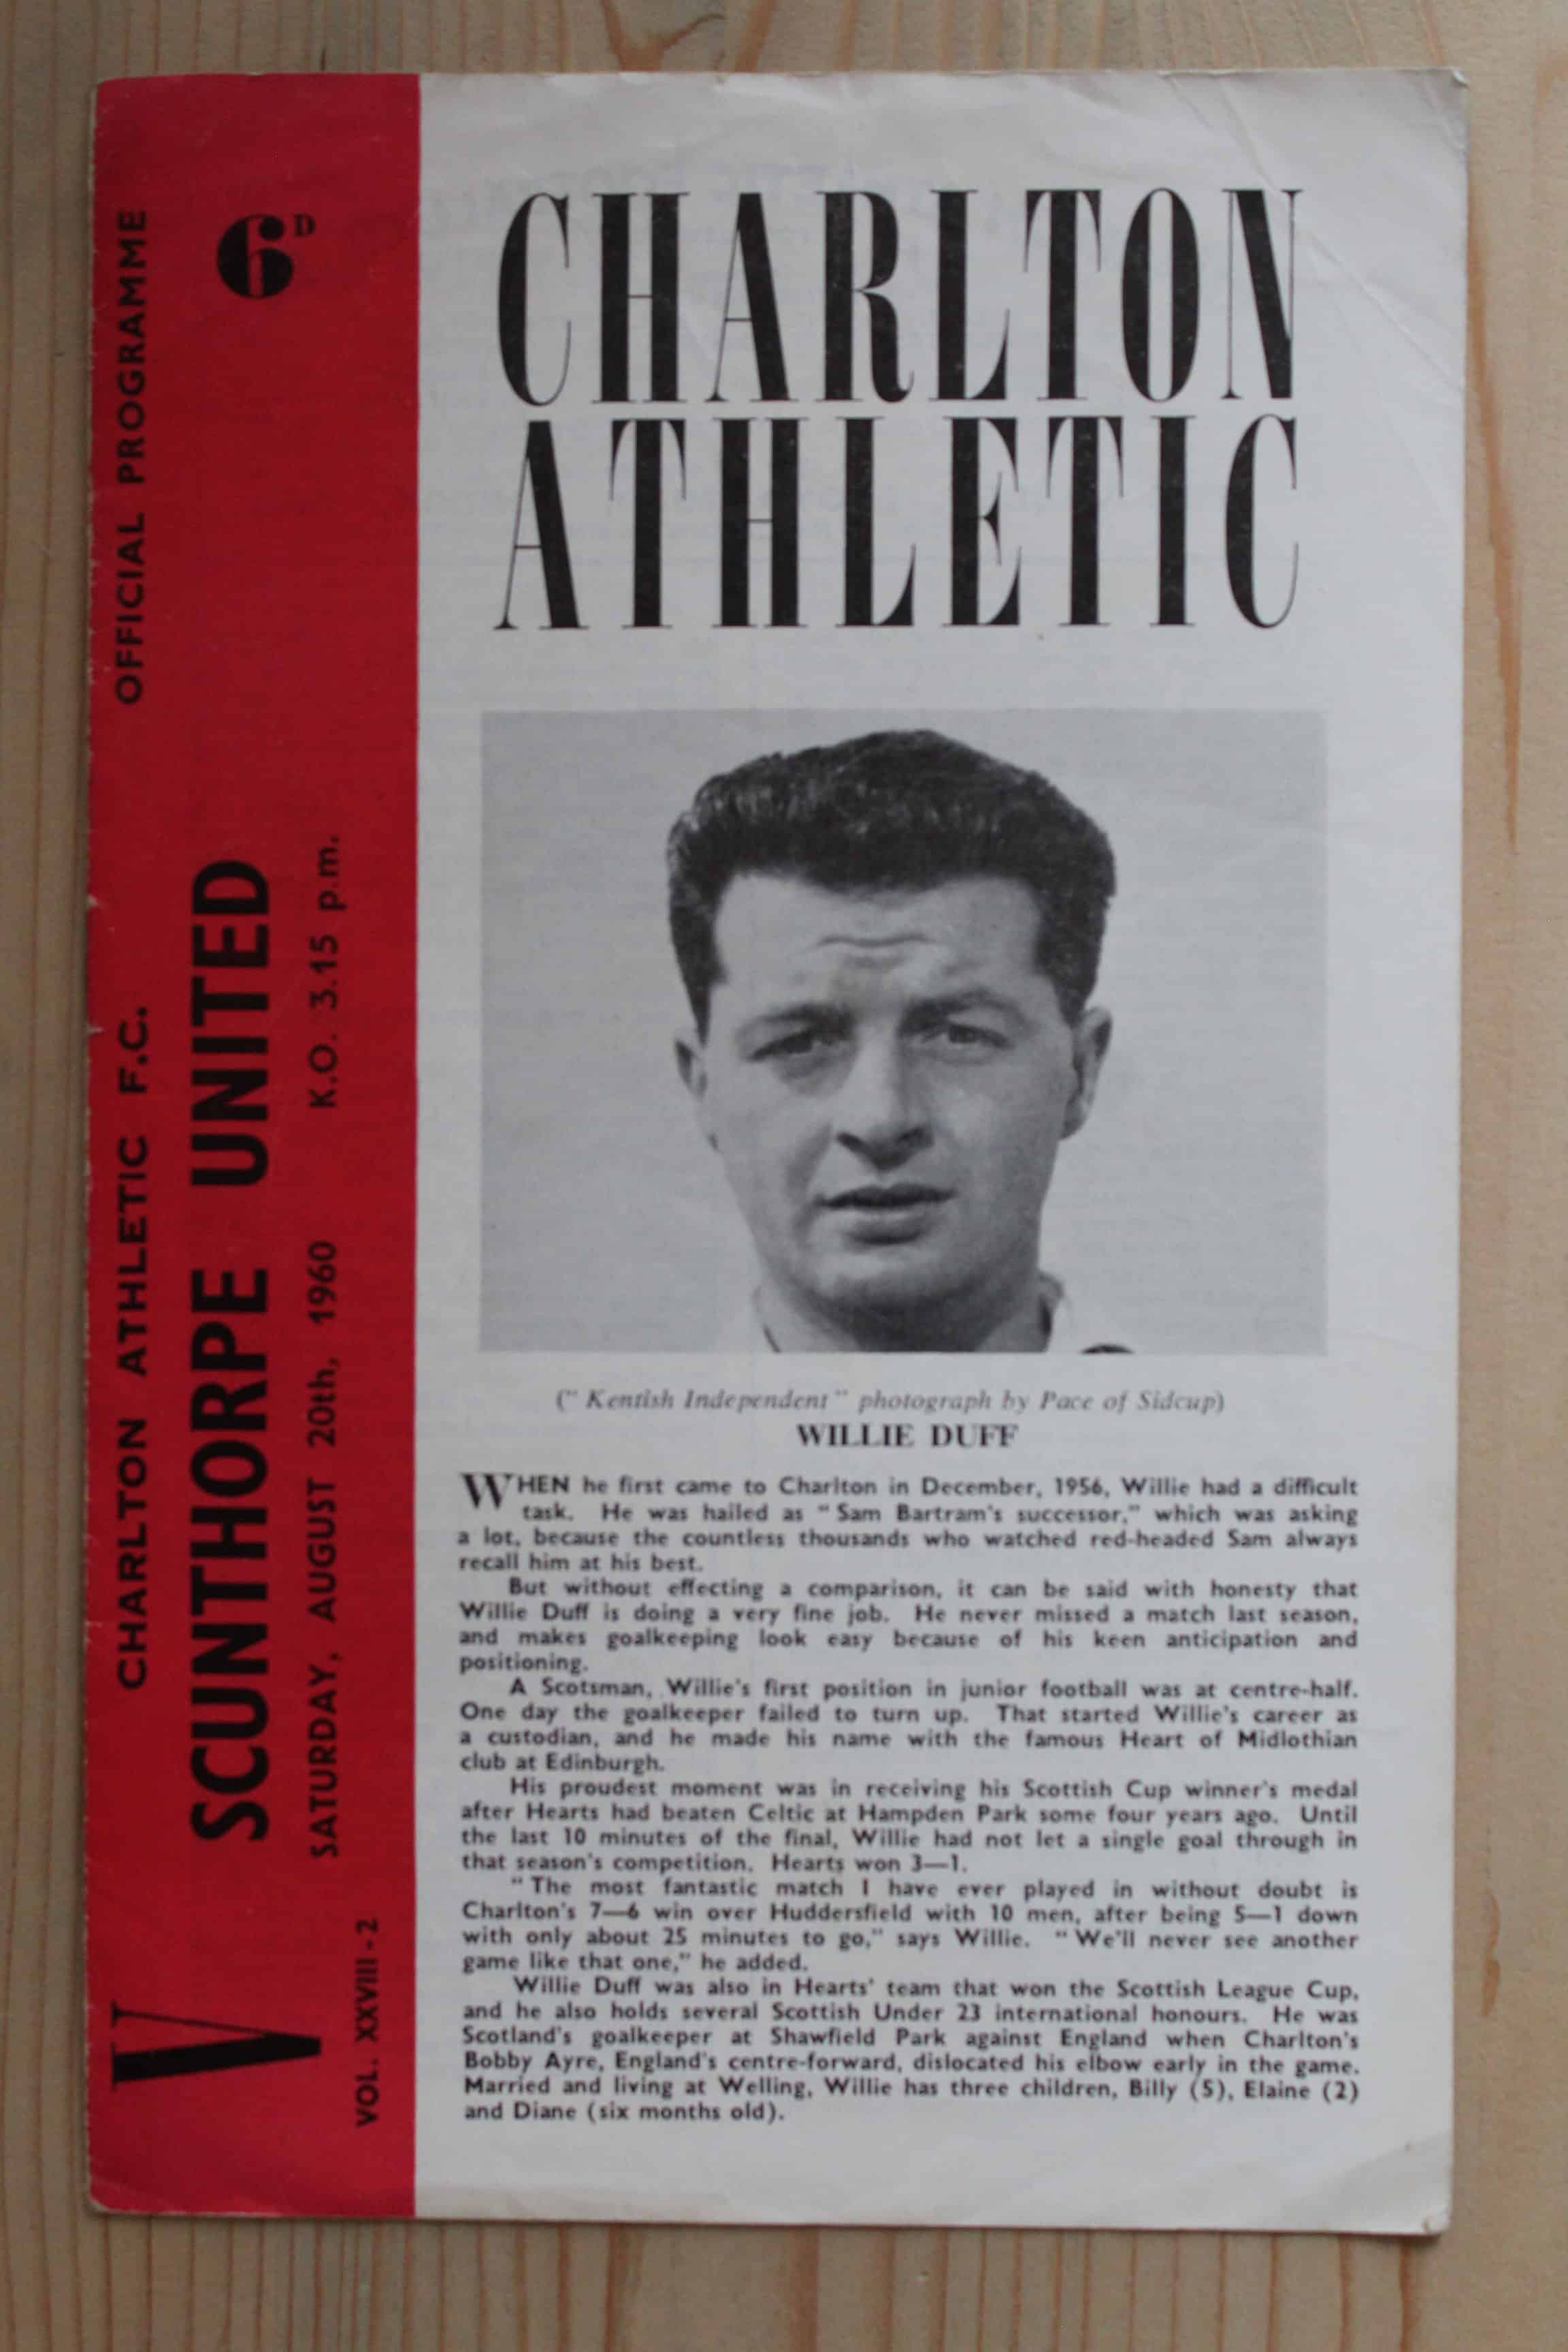 CHARLTON ATHLETIC F.C. OFFICIAL PROGRAMME
V SCUNTHORPE UNITED 6D
SATURDAY, AUGUST 20th, 1960 K.O. 3.15 p.m.
VOL. XXVIII - 2
CHARLTON
ATHLETIC
(" Kentish Independent " photograph by Pace of Sidcup)
WILLIE DUFF
WHEN he first came to Charlton in December, 1956, Willie had a difficult
task. He was hailed as " Sam Bartram's successor," which was asking
a lot, because the countless thousands who watched red-headed Sam always
recall him at his best.
But without effecting a comparison, it can be said with honesty that
Willie Duff is doing a very fine job. He never missed a match last season,
and makes goalkeeping look easy because of his keen anticipation and
positioning.
A Scotsman, Willie's first position in junior football was at centre-half.
One day the goalkeeper failed to turn up. That started Willie's career as
a custodian, and he made his name with the famous Heart of Midlothian
club at Edinburgh.
His proudest moment was in receiving his Scottish Cup winner's medal
after Hearts had beaten Celtic at Hampden Park some four years ago. Until
the last 10 minutes of the final, Willie had not let a single goal through in
that season's competition. Hearts won 3—1.
" The most fantastic match I have ever played in without doubt is
Charlton's 7—6 win over Huddersfield with 10 men, after being 5—1 down
with only about 25 minutes to go," says Willie. " We'll never see another
game like that one," he added.
Willie Duff was also in Hearts' team that won the Scottish League Cup,
and he also holds several Scottish Under 23 international honours. He was
Scotland's goalkeeper at Shawfield Park against England when Charlton's
Bobby Ayre, England's centre-forward, dislocated his elbow early in the game.
Married and living at Welling, Willie has three children, Billy (5), Elaine (2)
and Diane (six months old).